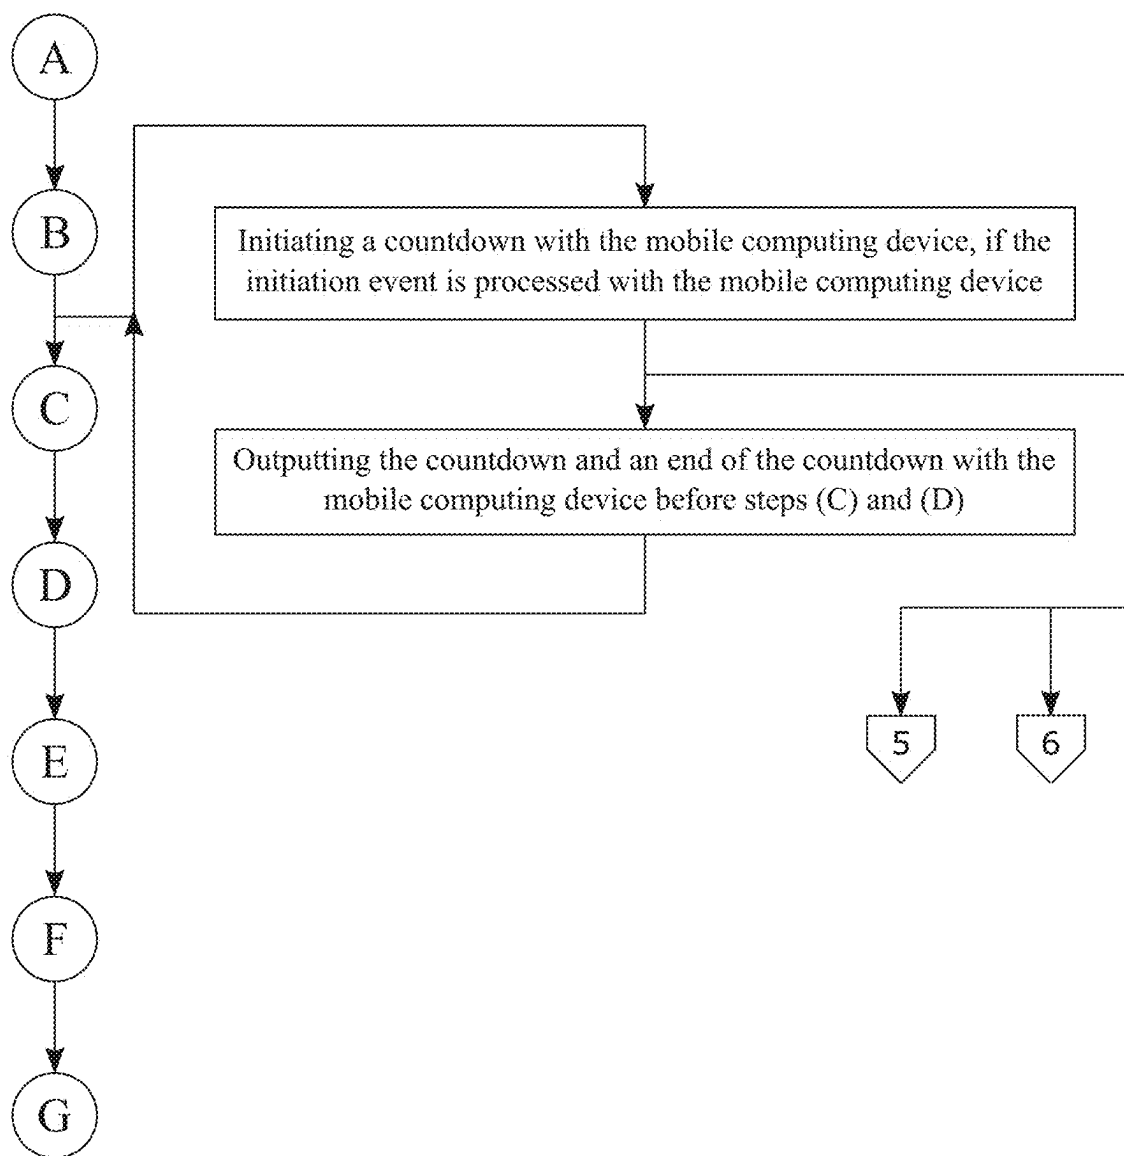 A
B
Initiating a countdown with the mobile computing device, if the
initiation event is processed with the mobile computing device
C
Outputting the countdown and an end of the countdown with the
mobile computing device before steps (C) and (D)
D
5
6
E
F
G